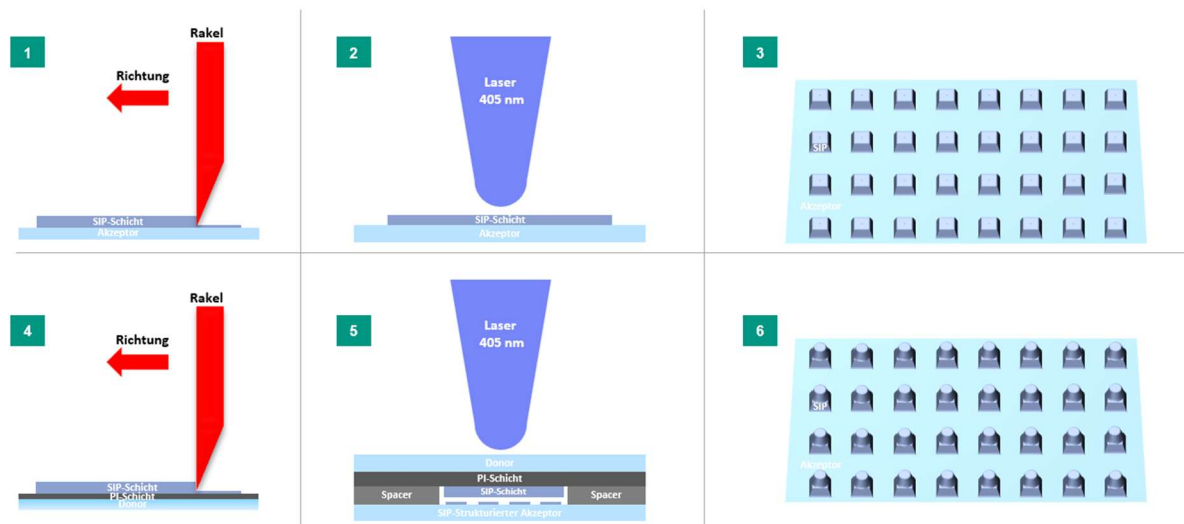 1
Rakel
Richtung
SIP-Schicht
Akzeptor
2
Laser
405 nm
SIP-Schicht
Akzeptor
3
SIP
Akzeptor
4
Rakel
Richtung
SIP-Schicht
PI-Schicht
Donor
5
Laser
405 nm
Donor
PI-Schicht
Spacer
SIP-Schicht
Spacer
SIP-Strukturierter Akzeptor
6
SIP
Akzeptor